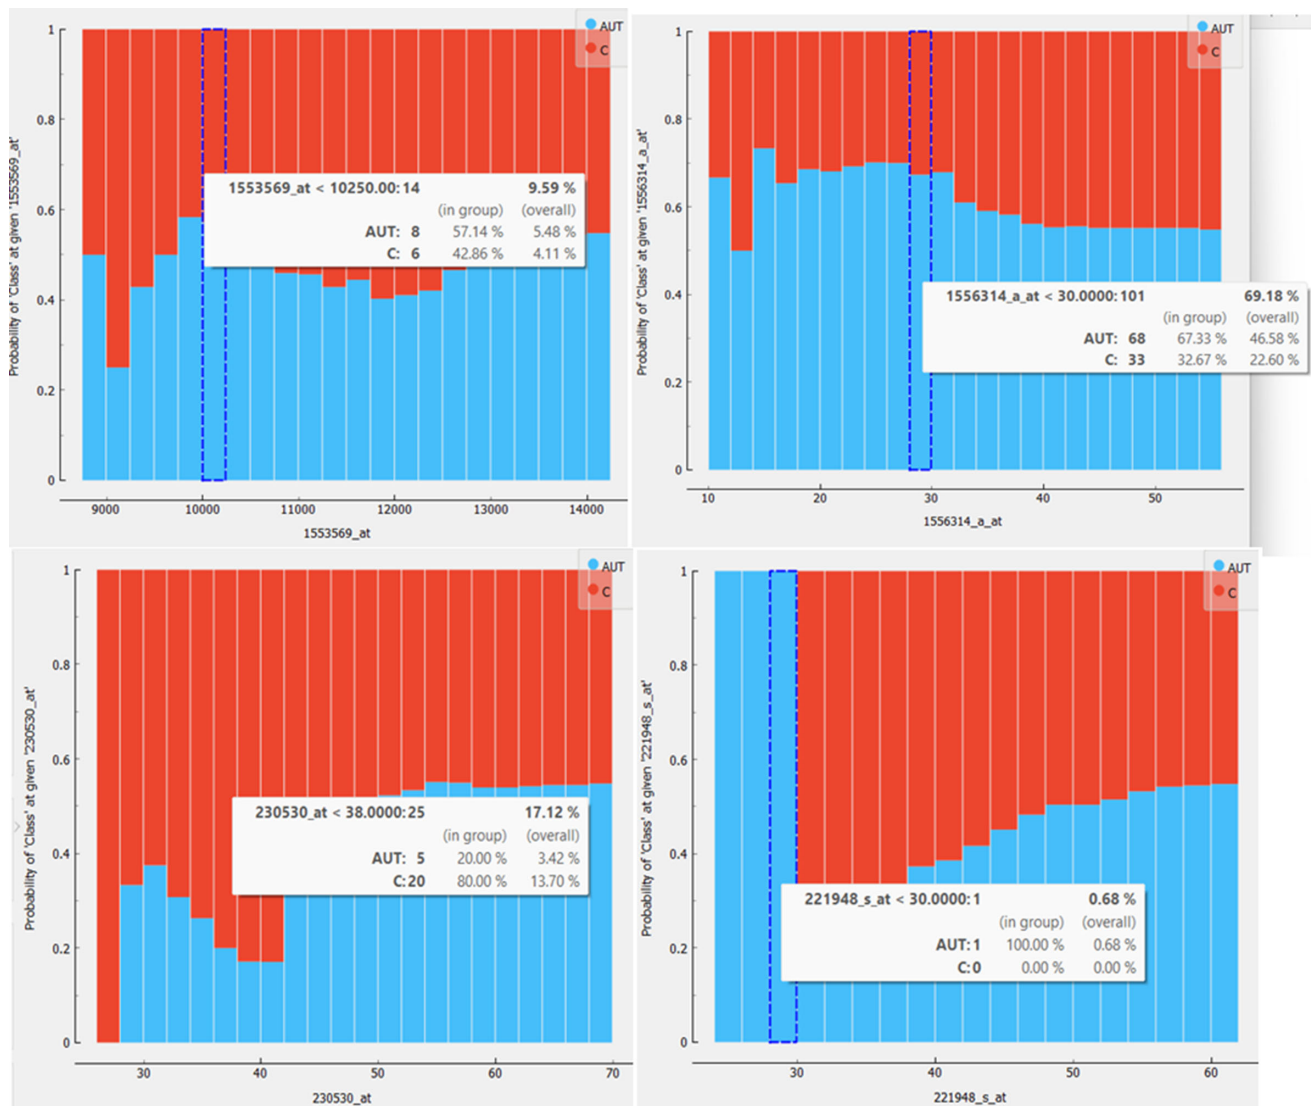 AUT
C
1
0.8
0.6
0.4
0.2
0
Probability of 'Class' at given '1553569_at'
1553569_at < 10250.00: 14 9.59 %
(in group) (overall)
AUT: 8 57.14 % 5.48 %
C: 6 42.86 % 4.11 %
9000 10000 11000 12000 13000 14000
1553569_at
AUT
C
1
0.8
0.6
0.4
0.2
0
Probability of 'Class' at given '1556314_a_at'
1556314_a_at < 30.0000: 101 69.18 %
(in group) (overall)
AUT: 68 67.33 % 46.58 %
C: 33 32.67 % 22.60 %
10 20 30 40 50
1556314_a_at
AUT
C
1
0.8
0.6
0.4
0.2
0
Probability of 'Class' at given '230530_at'
230530_at < 38.0000: 25 17.12 %
(in group) (overall)
AUT: 5 20.00 % 3.42 %
C: 20 80.00 % 13.70 %
30 40 50 60 70
230530_at
AUT
C
1
0.8
0.6
0.4
0.2
0
Probability of 'Class' at given '221948_s_at'
221948_s_at < 30.0000: 1 0.68 %
(in group) (overall)
AUT: 1 100.00 % 0.68 %
C: 0 0.00 % 0.00 %
30 40 50 60
221948_s_at